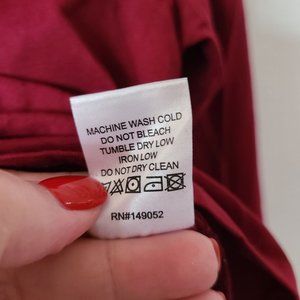 MACHINE WASH COLD
DO NOT BLEACH
TUMBLE DRY LOW
IRON LOW
DO NOT DRY CLEAN
RN#149052